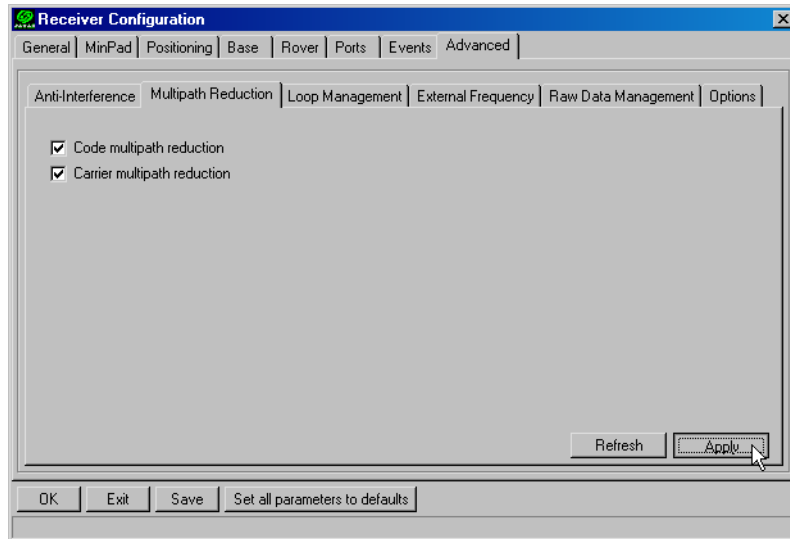 Receiver Configuration
General MinPad Positioning Base Rover Ports Events Advanced
Anti-Interference Multipath Reduction Loop Management External Frequency Raw Data Management Options
Code multipath reduction
Carrier multipath reduction
Refresh Apply
OK Exit Save Set all parameters to defaults